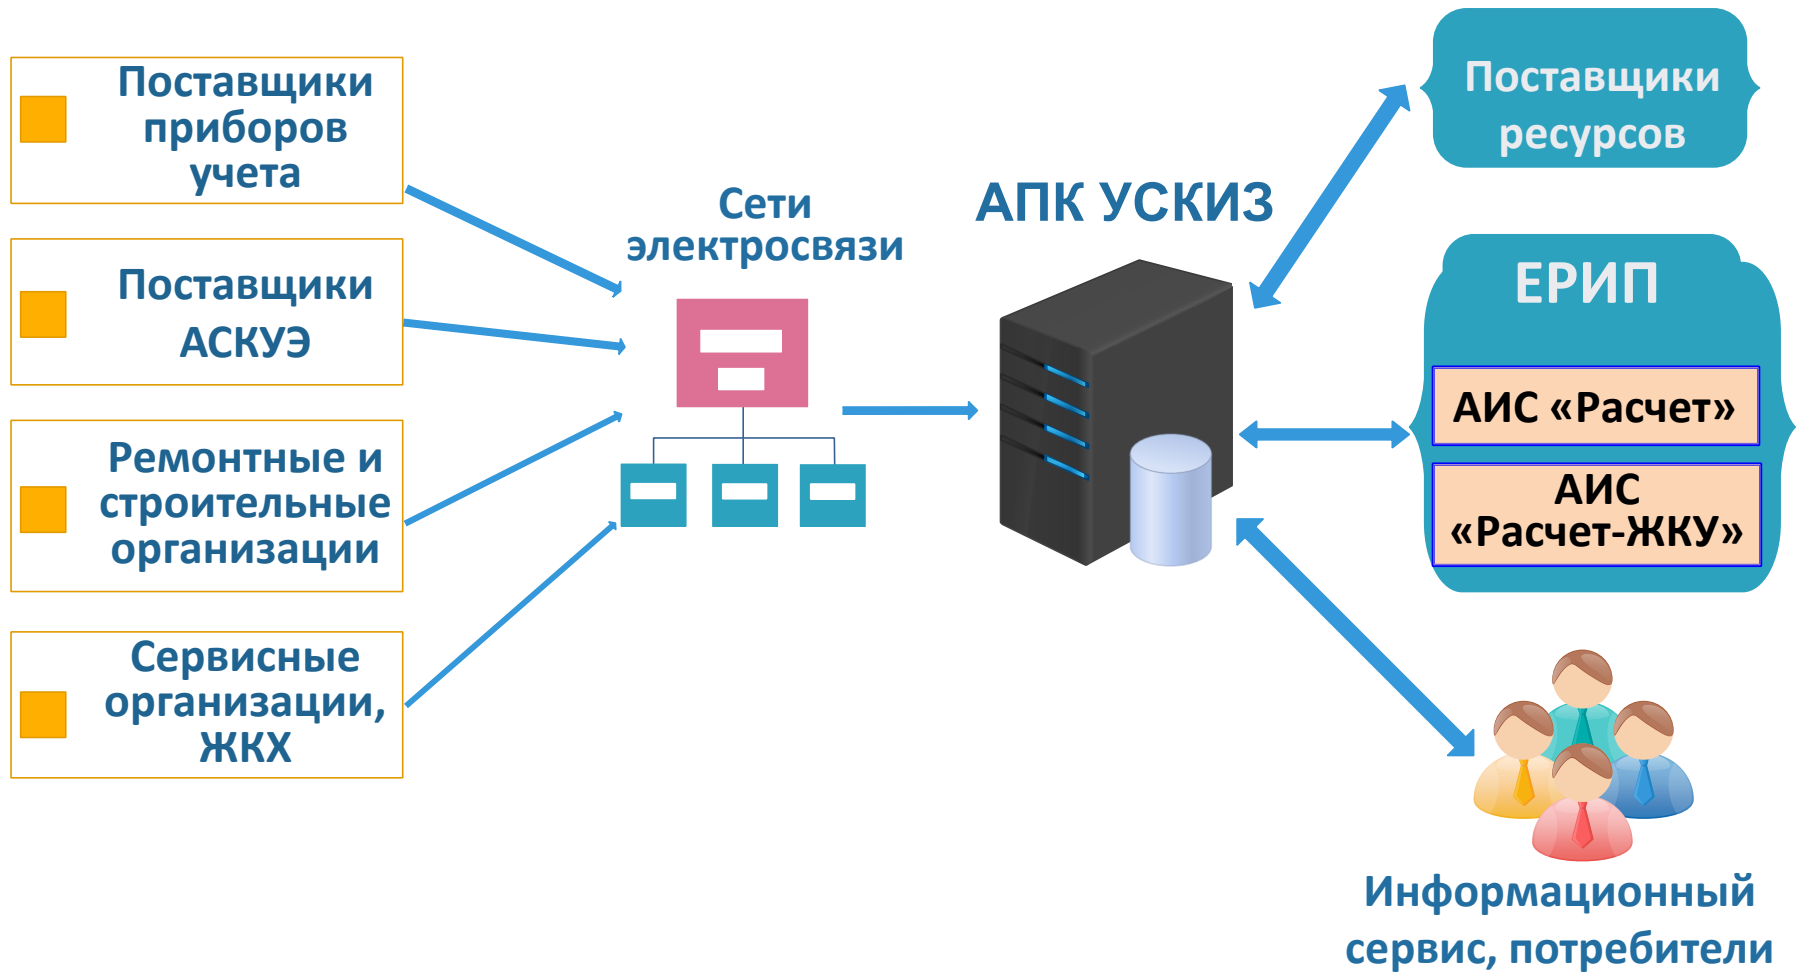 Поставщики
приборов
учета
Поставщики
АСКУЭ
Ремонтные и
строительные
организации
Сервисные
организации,
ЖКХ
Сети
электросвязи
АПК УСКИЗ
Поставщики
ресурсов
ЕРИП
АИС «Расчет»
АИС
«Расчет-ЖКУ»
Информационный
сервис, потребители